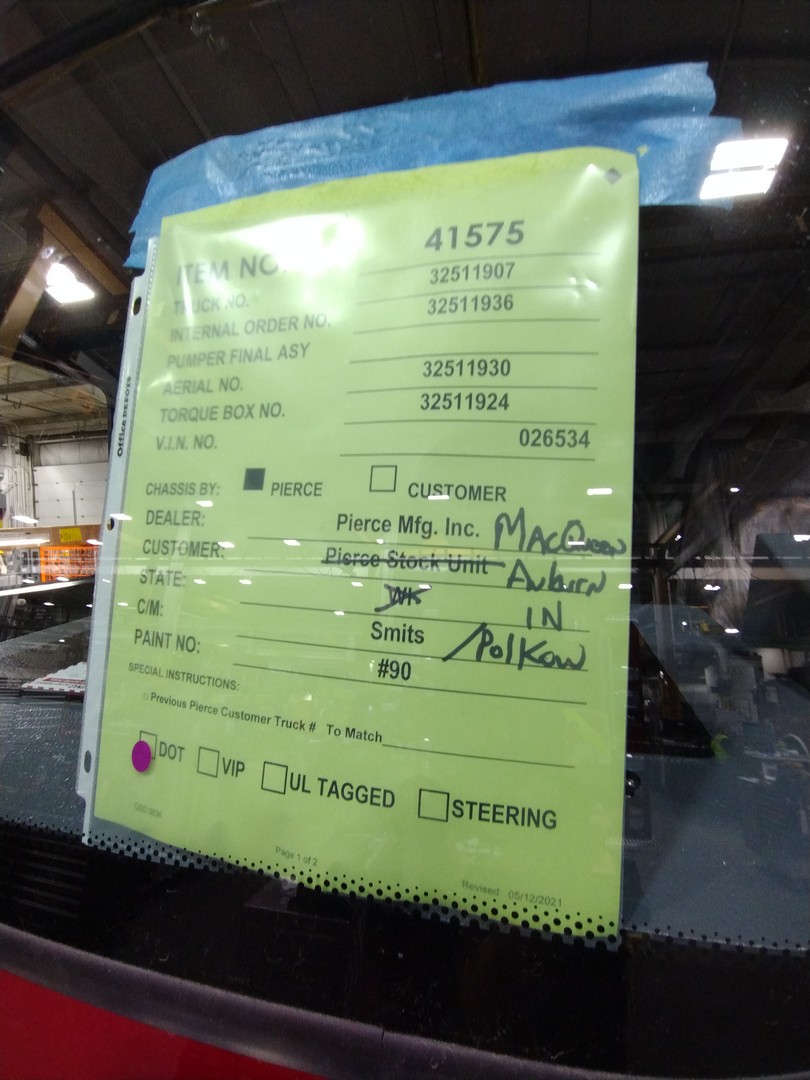 ITEM NO. 41575
TRUCK NO. 32511907
INTERNAL ORDER NO. 32511936
PUMPER FINAL ASY
AERIAL NO. 32511930
TORQUE BOX NO. 32511924
V.I.N. NO. 026534
CHASSIS BY: PIERCE CUSTOMER
DEALER: Pierce Mfg. Inc. MacQueen
CUSTOMER: Pierce Stock Unit Auburn
STATE: WI IN
C/M: Smits /Polkow
PAINT NO: #90
SPECIAL INSTRUCTIONS:
Previous Pierce Customer Truck # To Match
DOT VIP UL TAGGED STEERING
Page 1 of 2
Revised: 05/12/2021
Office DEPOT